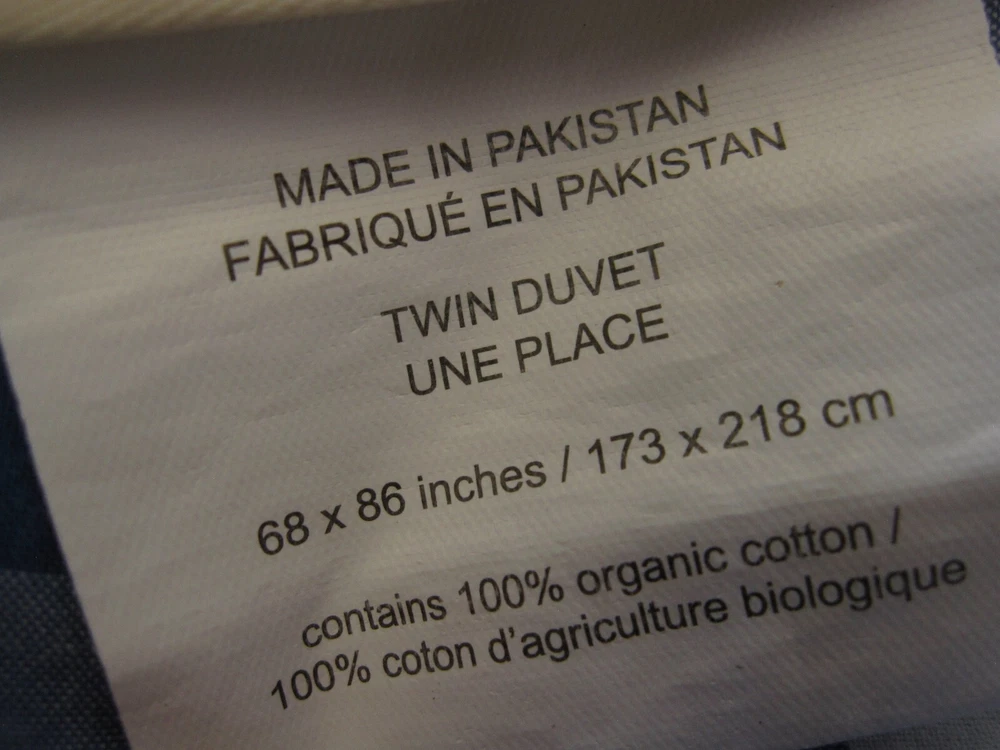 MADE IN PAKISTAN
FABRIQUÉ EN PAKISTAN
TWIN DUVET
UNE PLACE
68 x 86 inches / 173 x 218 cm
contains 100% organic cotton /
100% coton d'agriculture biologique